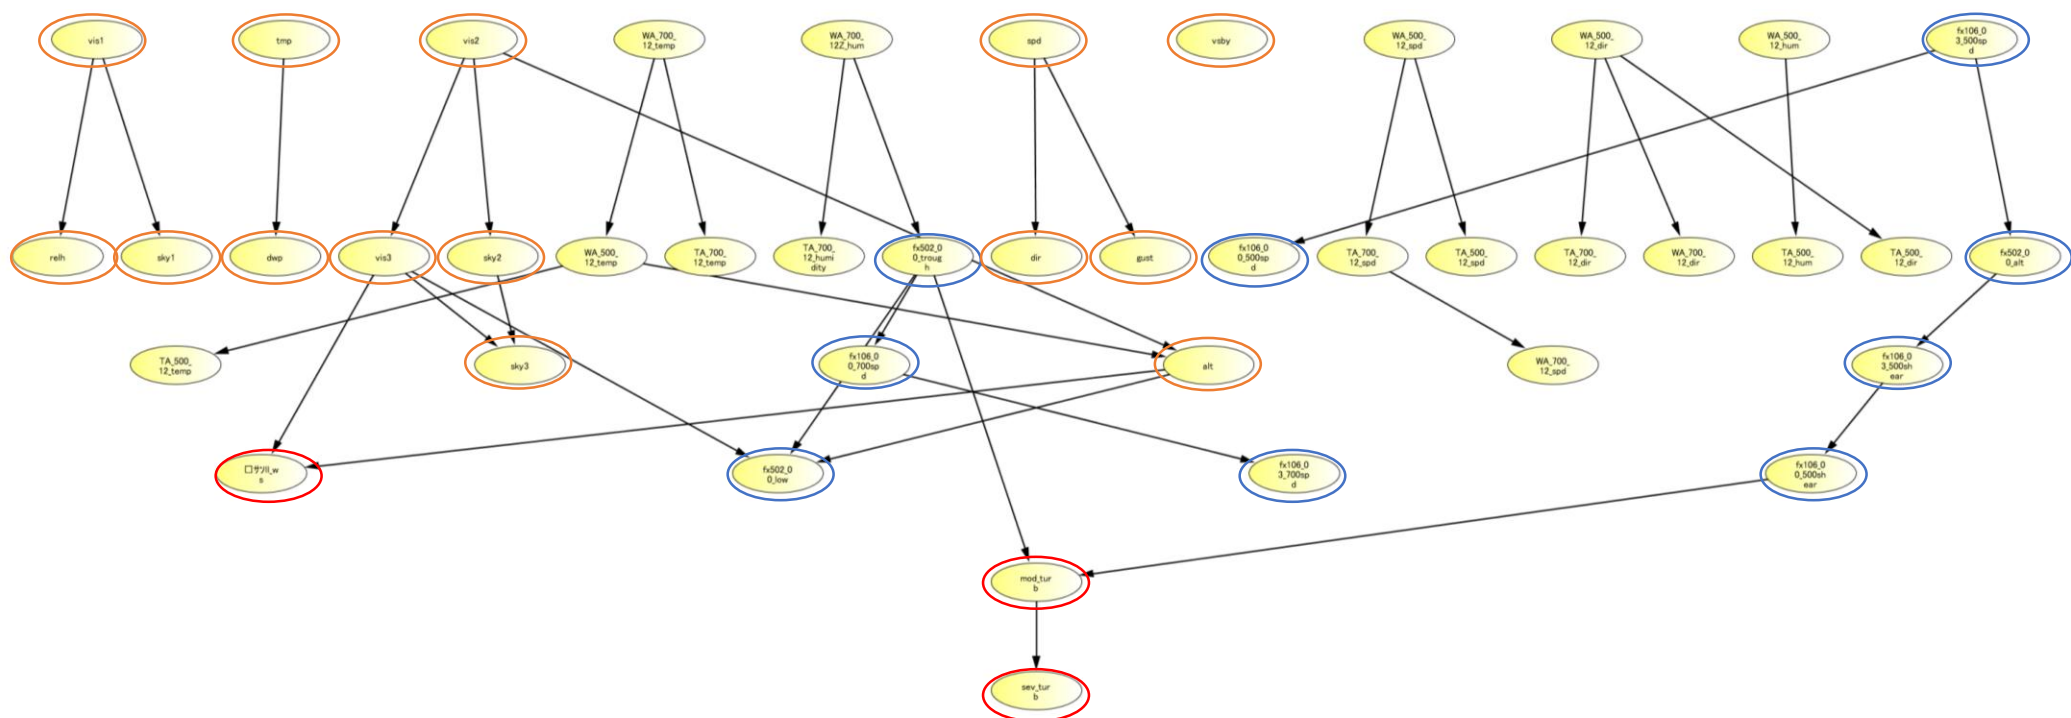 vis1
tmp
vis2
WA_700_
12_temp
WA_700_
12Z_hum
spd
vsby
WA_500_
12_spd
WA_500_
12_dir
WA_500_
12_hum
fx106_0
3_500sp
d
relh
sky1
dwp
vis3
sky2
WA_500_
12_temp
TA_700_
12_temp
TA_700_
12_humi
dity
fx502_0
0_troug
h
dir
gust
fx106_0
0_500sp
d
TA_700_
12_spd
TA_500_
12_spd
TA_700_
12_dir
WA_700_
12_dir
TA_500_
12_hum
TA_500_
12_dir
fx502_0
0_alt
TA_500_
12_temp
sky3
fx106_0
0_700sp
d
alt
WA_700_
12_spd
fx106_0
3_500sh
ear
s
fx502_0
0_low
fx106_0
3_700sp
d
fx106_0
0_500sh
ear
mod_tur
b
sev_tur
b